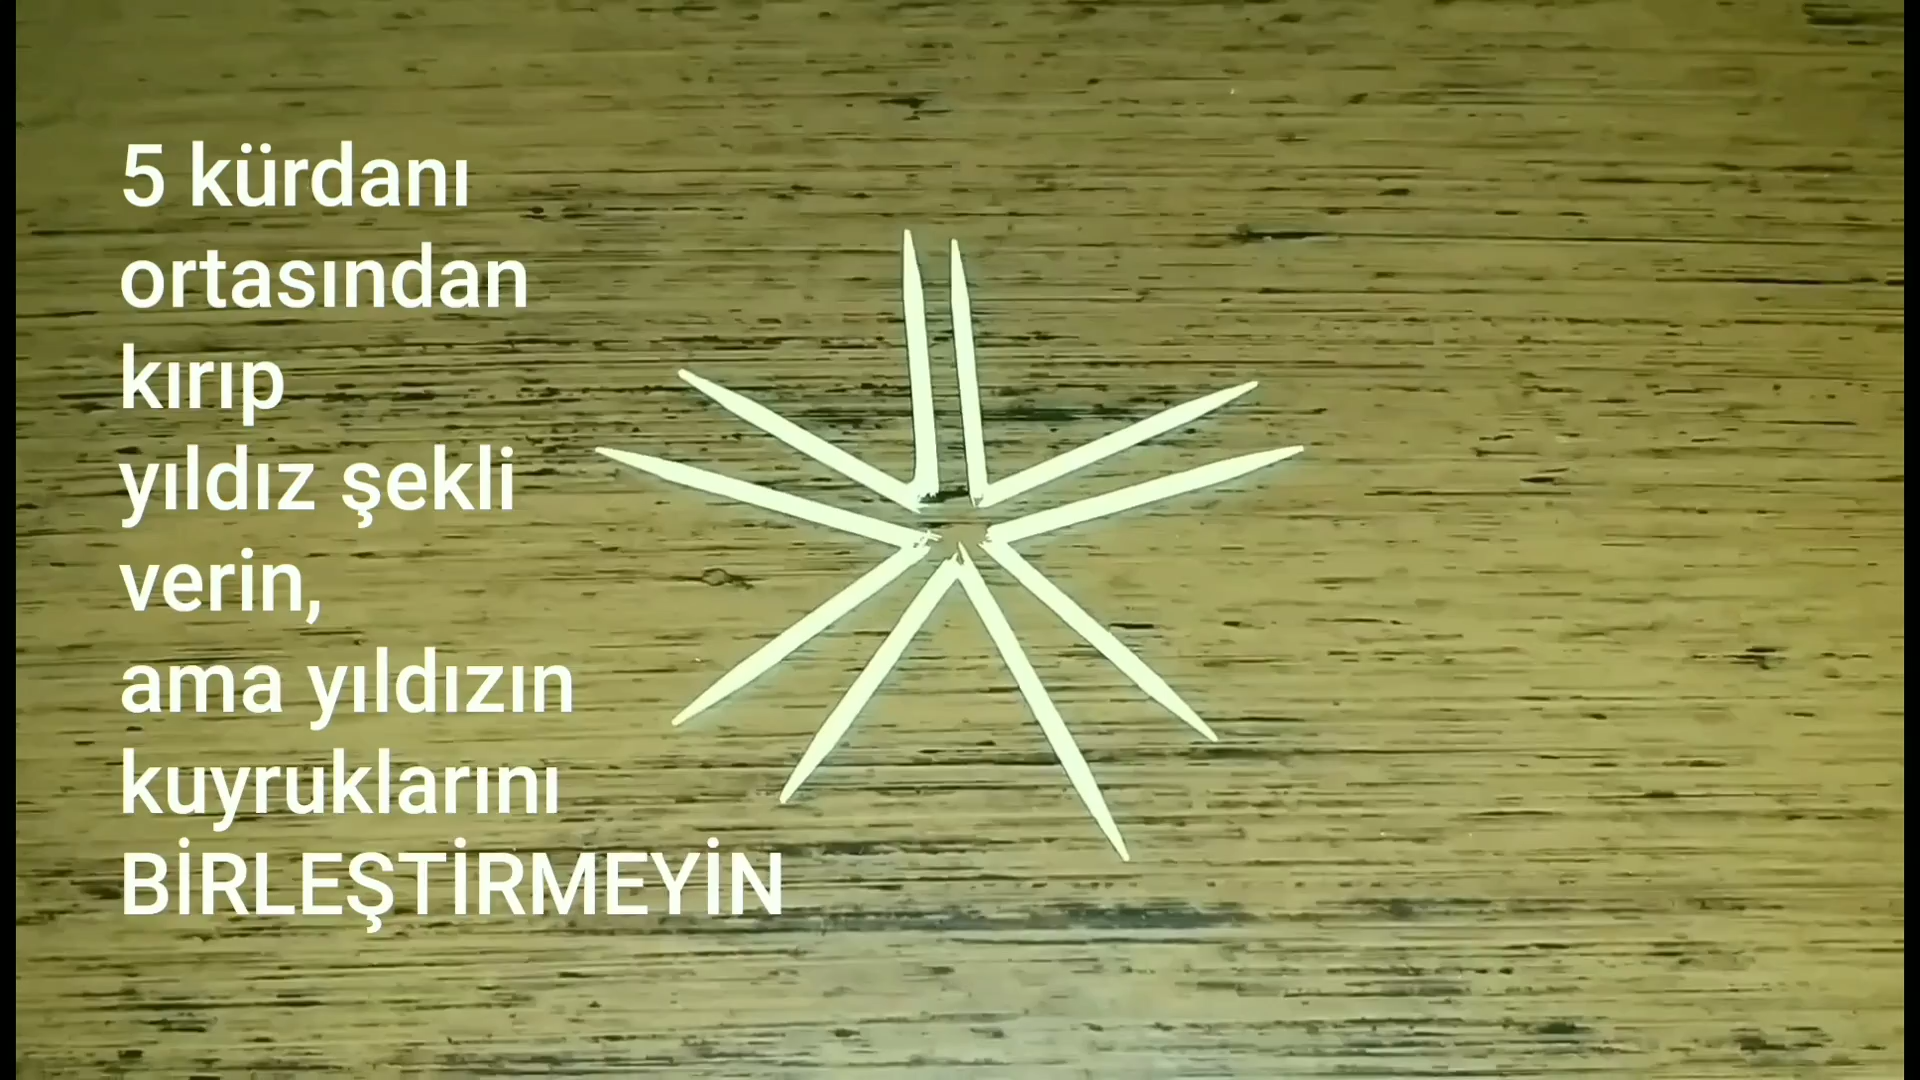 5 kürdanı
ortasından
kırıp
yıldız şekli
verin,
ama yıldızın
kuyruklarını
BİRLEŞTİRMEYİN